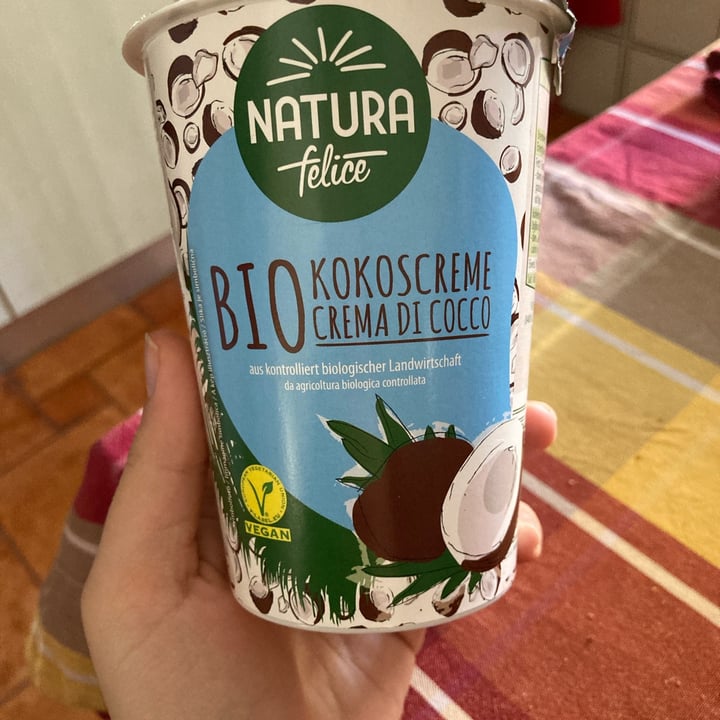 NATURA
felice
BIO
KOKOSCREME
CREMA DI COCCO
aus kontrolliert biologischer Landwirtschaft
da agricoltura biologica controllata
VEGAN